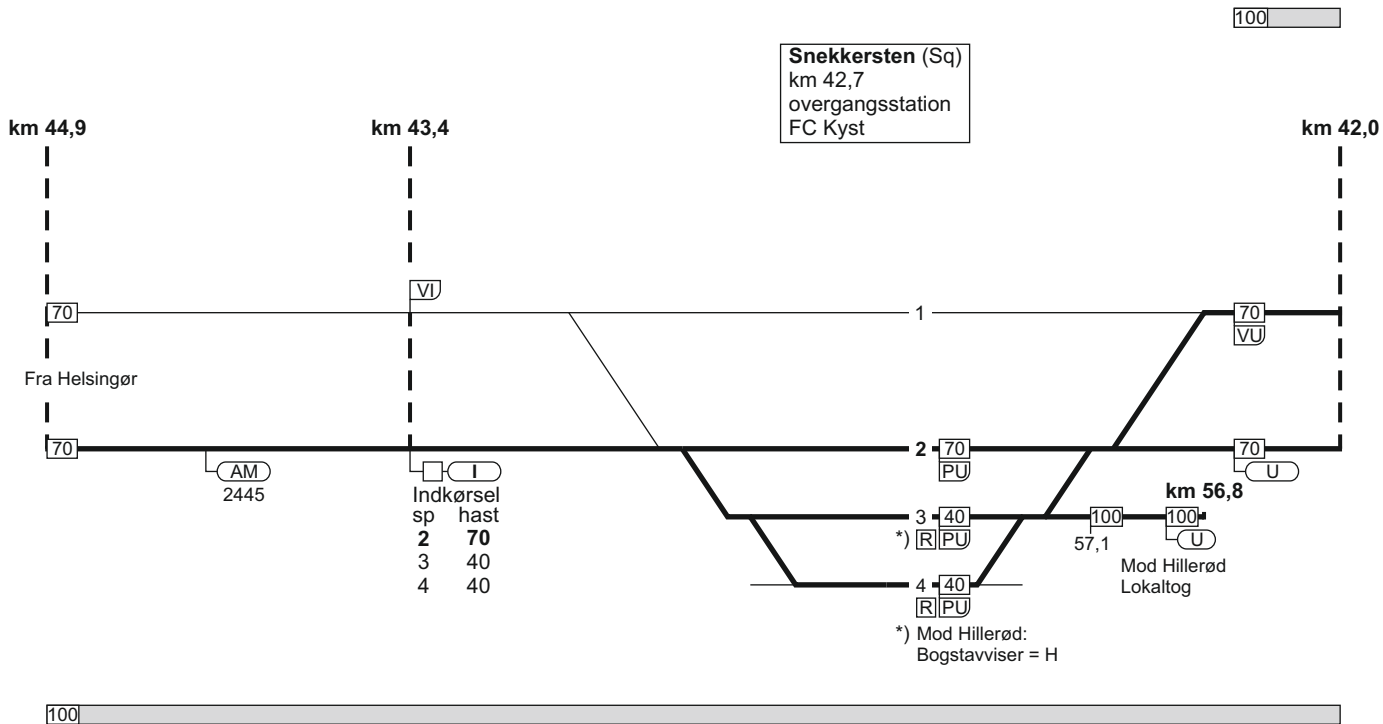 100
Snekkersten (Sq)
km 42,7
overgangsstation
FC Kyst
km 44,9
km 43,4
km 42,0
VI
70
1
70
VU
Fra Helsingør
70
2
70
70
AM
I
PU
U
2445
Indkørsel
km 56,8
sp hast
3
40
100
100
2 70
*) R PU
57,1
U
3 40
Mod Hillerød
4 40
4
40
Lokaltog
R PU
*) Mod Hillerød:
Bogstavviser = H
100